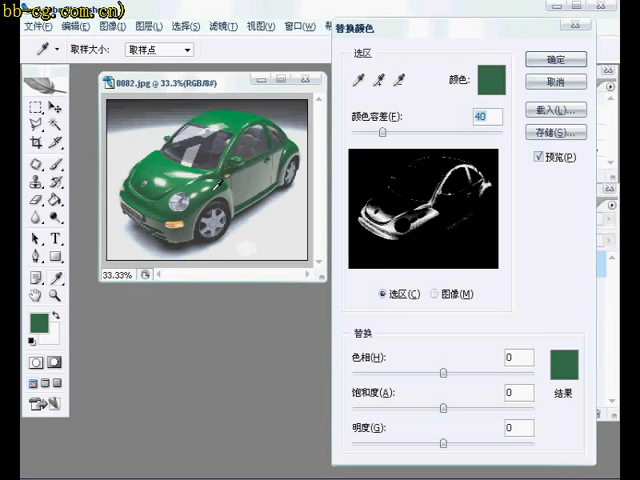 bb-cg.com.cn)
文件(F) 编辑(E) 图像(I) 图层(L) 选择(S) 滤镜(T) 视图(V) 窗口(W)
取样大小: 取样点
0082.jpg @ 33.3%(RGB/8#)
33.33%
替换颜色
选区
颜色:
颜色容差(F): 40
选区(C) 图像(M)
确定
取消
载入(L)...
存储(S)...
预览(P)
替换
色相(H): 0
饱和度(A): 0
明度(G): 0
结果